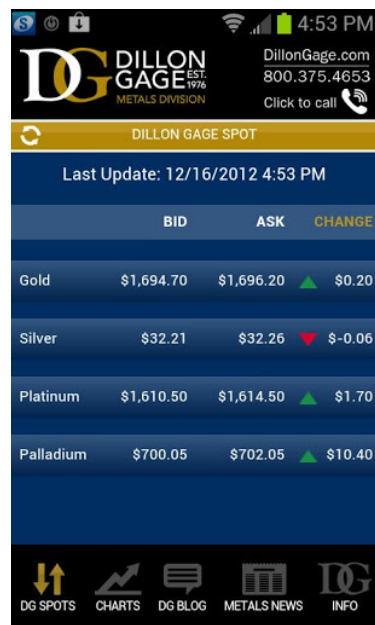 4:53 PM
DG DILLON GAGE EST. 1976
METALS DIVISION
DillonGage.com
800.375.4653
Click to call
DILLON GAGE SPOT
Last Update: 12/16/2012 4:53 PM
BID ASK CHANGE
Gold $1,694.70 $1,696.20 $0.20
Silver $32.21 $32.26 $-0.06
Platinum $1,610.50 $1,614.50 $1.70
Palladium $700.05 $702.05 $10.40
DG
DG SPOTS CHARTS DG BLOG METALS NEWS INFO